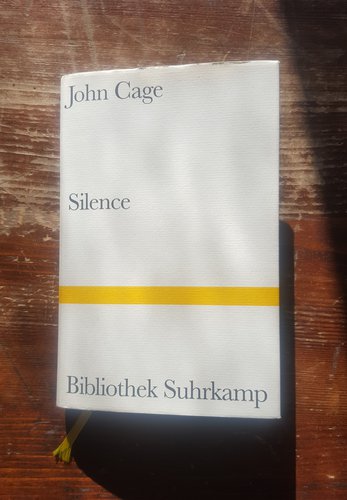 John Cage
Silence
Bibliothek Suhrkamp